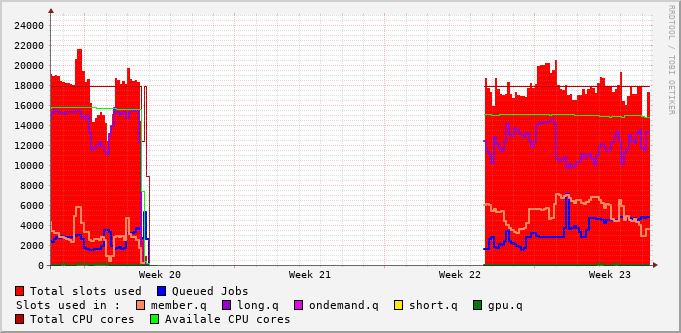 24000
22000
20000
18000
16000
14000
12000
10000
8000
6000
4000
2000
0
Week 20 Week 21 Week 22 Week 23
RRDTOOL / TOBI OETIKER
Total slots used Queued Jobs
Slots used in : member.q long.q ondemand.q short.q gpu.q
Total CPU cores Availale CPU cores